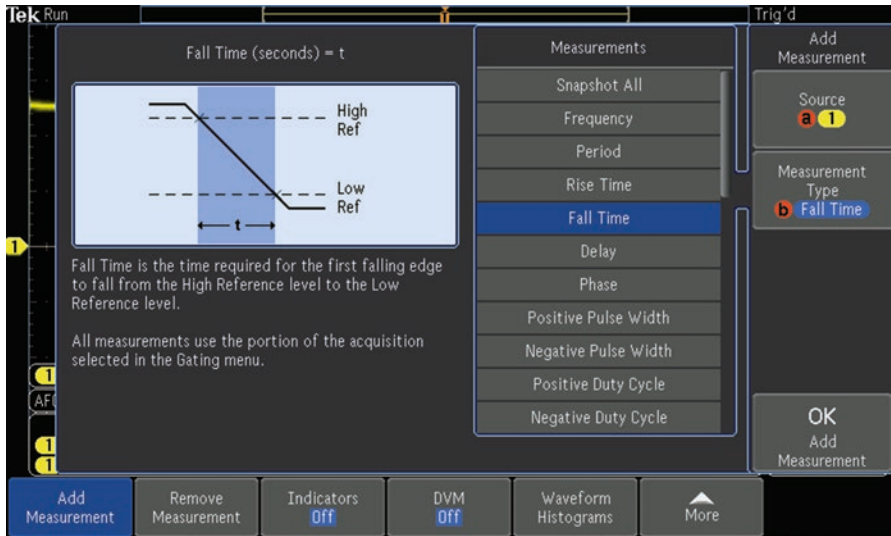 Tek Run
T
Trig'd
Fall Time (seconds) = t
High
Ref
Low
Ref
t
Fall Time is the time required for the first falling edge
to fall from the High Reference level to the Low
Reference level.
All measurements use the portion of the acquisition
selected in the Gating menu.
Measurements
Snapshot All
Frequency
Period
Rise Time
Fall Time
Delay
Phase
Positive Pulse Width
Negative Pulse Width
Positive Duty Cycle
Negative Duty Cycle
Add
Measurement
Source
a 1
Measurement
Type
b Fall Time
OK
Add
Measurement
1
1
1
1
Add
Measurement
Remove
Measurement
Indicators
Off
DVM
Off
Waveform
Histograms
More